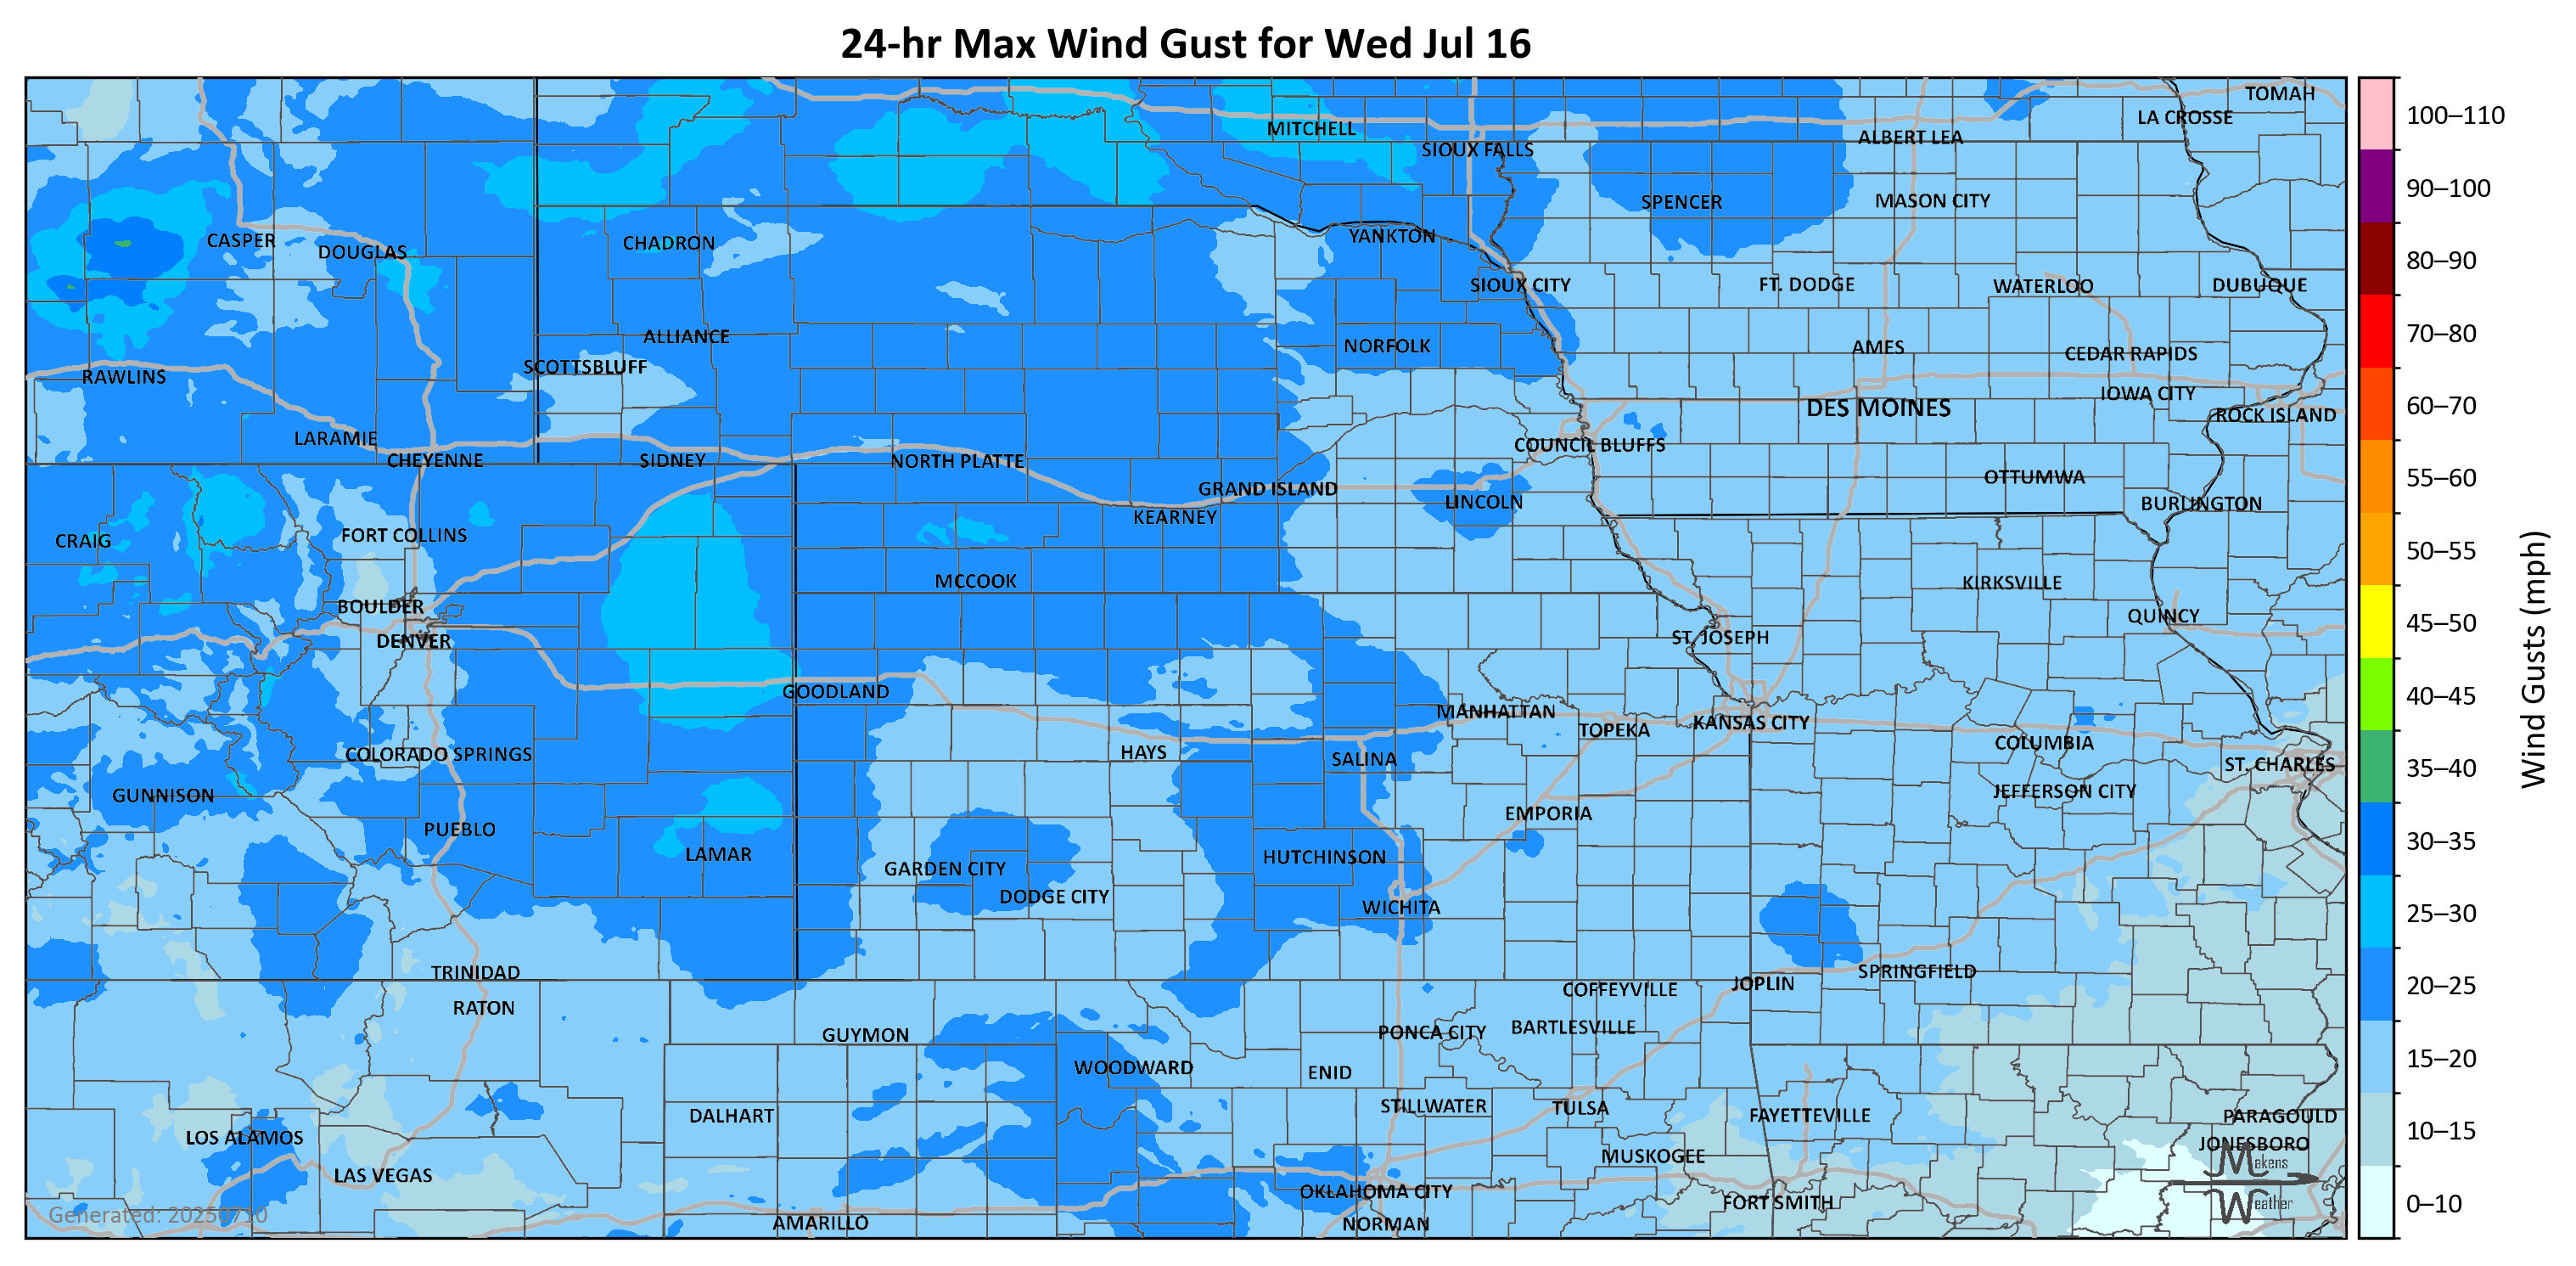 24-hr Max Wind Gust for Wed Jul 16
TOMAH
LA CROSSE
MITCHELL
ALBERT LEA
SIOUX FALLS
SPENCER
MASON CITY
CASPER
DOUGLAS
CHADRON
YANKTON
SIOUX CITY
FT. DODGE
WATERLOO
DUBUQUE
ALLIANCE
NORFOLK
AMES
CEDAR RAPIDS
SCOTTSBLUFF
RAWLINS
IOWA CITY
DES MOINES
ROCK ISLAND
LARAMIE
COUNCIL BLUFFS
CHEYENNE
SIDNEY
NORTH PLATTE
OTTUMWA
GRAND ISLAND
LINCOLN
BURLINGTON
KEARNEY
FORT COLLINS
CRAIG
MCCOOK
KIRKSVILLE
BOULDER
QUINCY
DENVER
ST. JOSEPH
GOODLAND
MANHATTAN
KANSAS CITY
TOPEKA
COLUMBIA
COLORADO SPRINGS
HAYS
SALINA
ST. CHARLES
GUNNISON
JEFFERSON CITY
EMPORIA
PUEBLO
LAMAR
HUTCHINSON
GARDEN CITY
DODGE CITY
WICHITA
TRINIDAD
SPRINGFIELD
JOPLIN
COFFEYVILLE
RATON
GUYMON
PONCA CITY
BARTLESVILLE
WOODWARD
ENID
DALHART
STILLWATER
TULSA
FAYETTEVILLE
PARAGOULD
LOS ALAMOS
JONESBORO
MUSKOGEE
LAS VEGAS
OKLAHOMA CITY
FORT SMITH
AMARILLO
NORMAN
Generated: 20250710
Makens
Weather
100–110
90–100
80–90
70–80
60–70
55–60
50–55
45–50
40–45
35–40
30–35
25–30
20–25
15–20
10–15
0–10
Wind Gusts (mph)